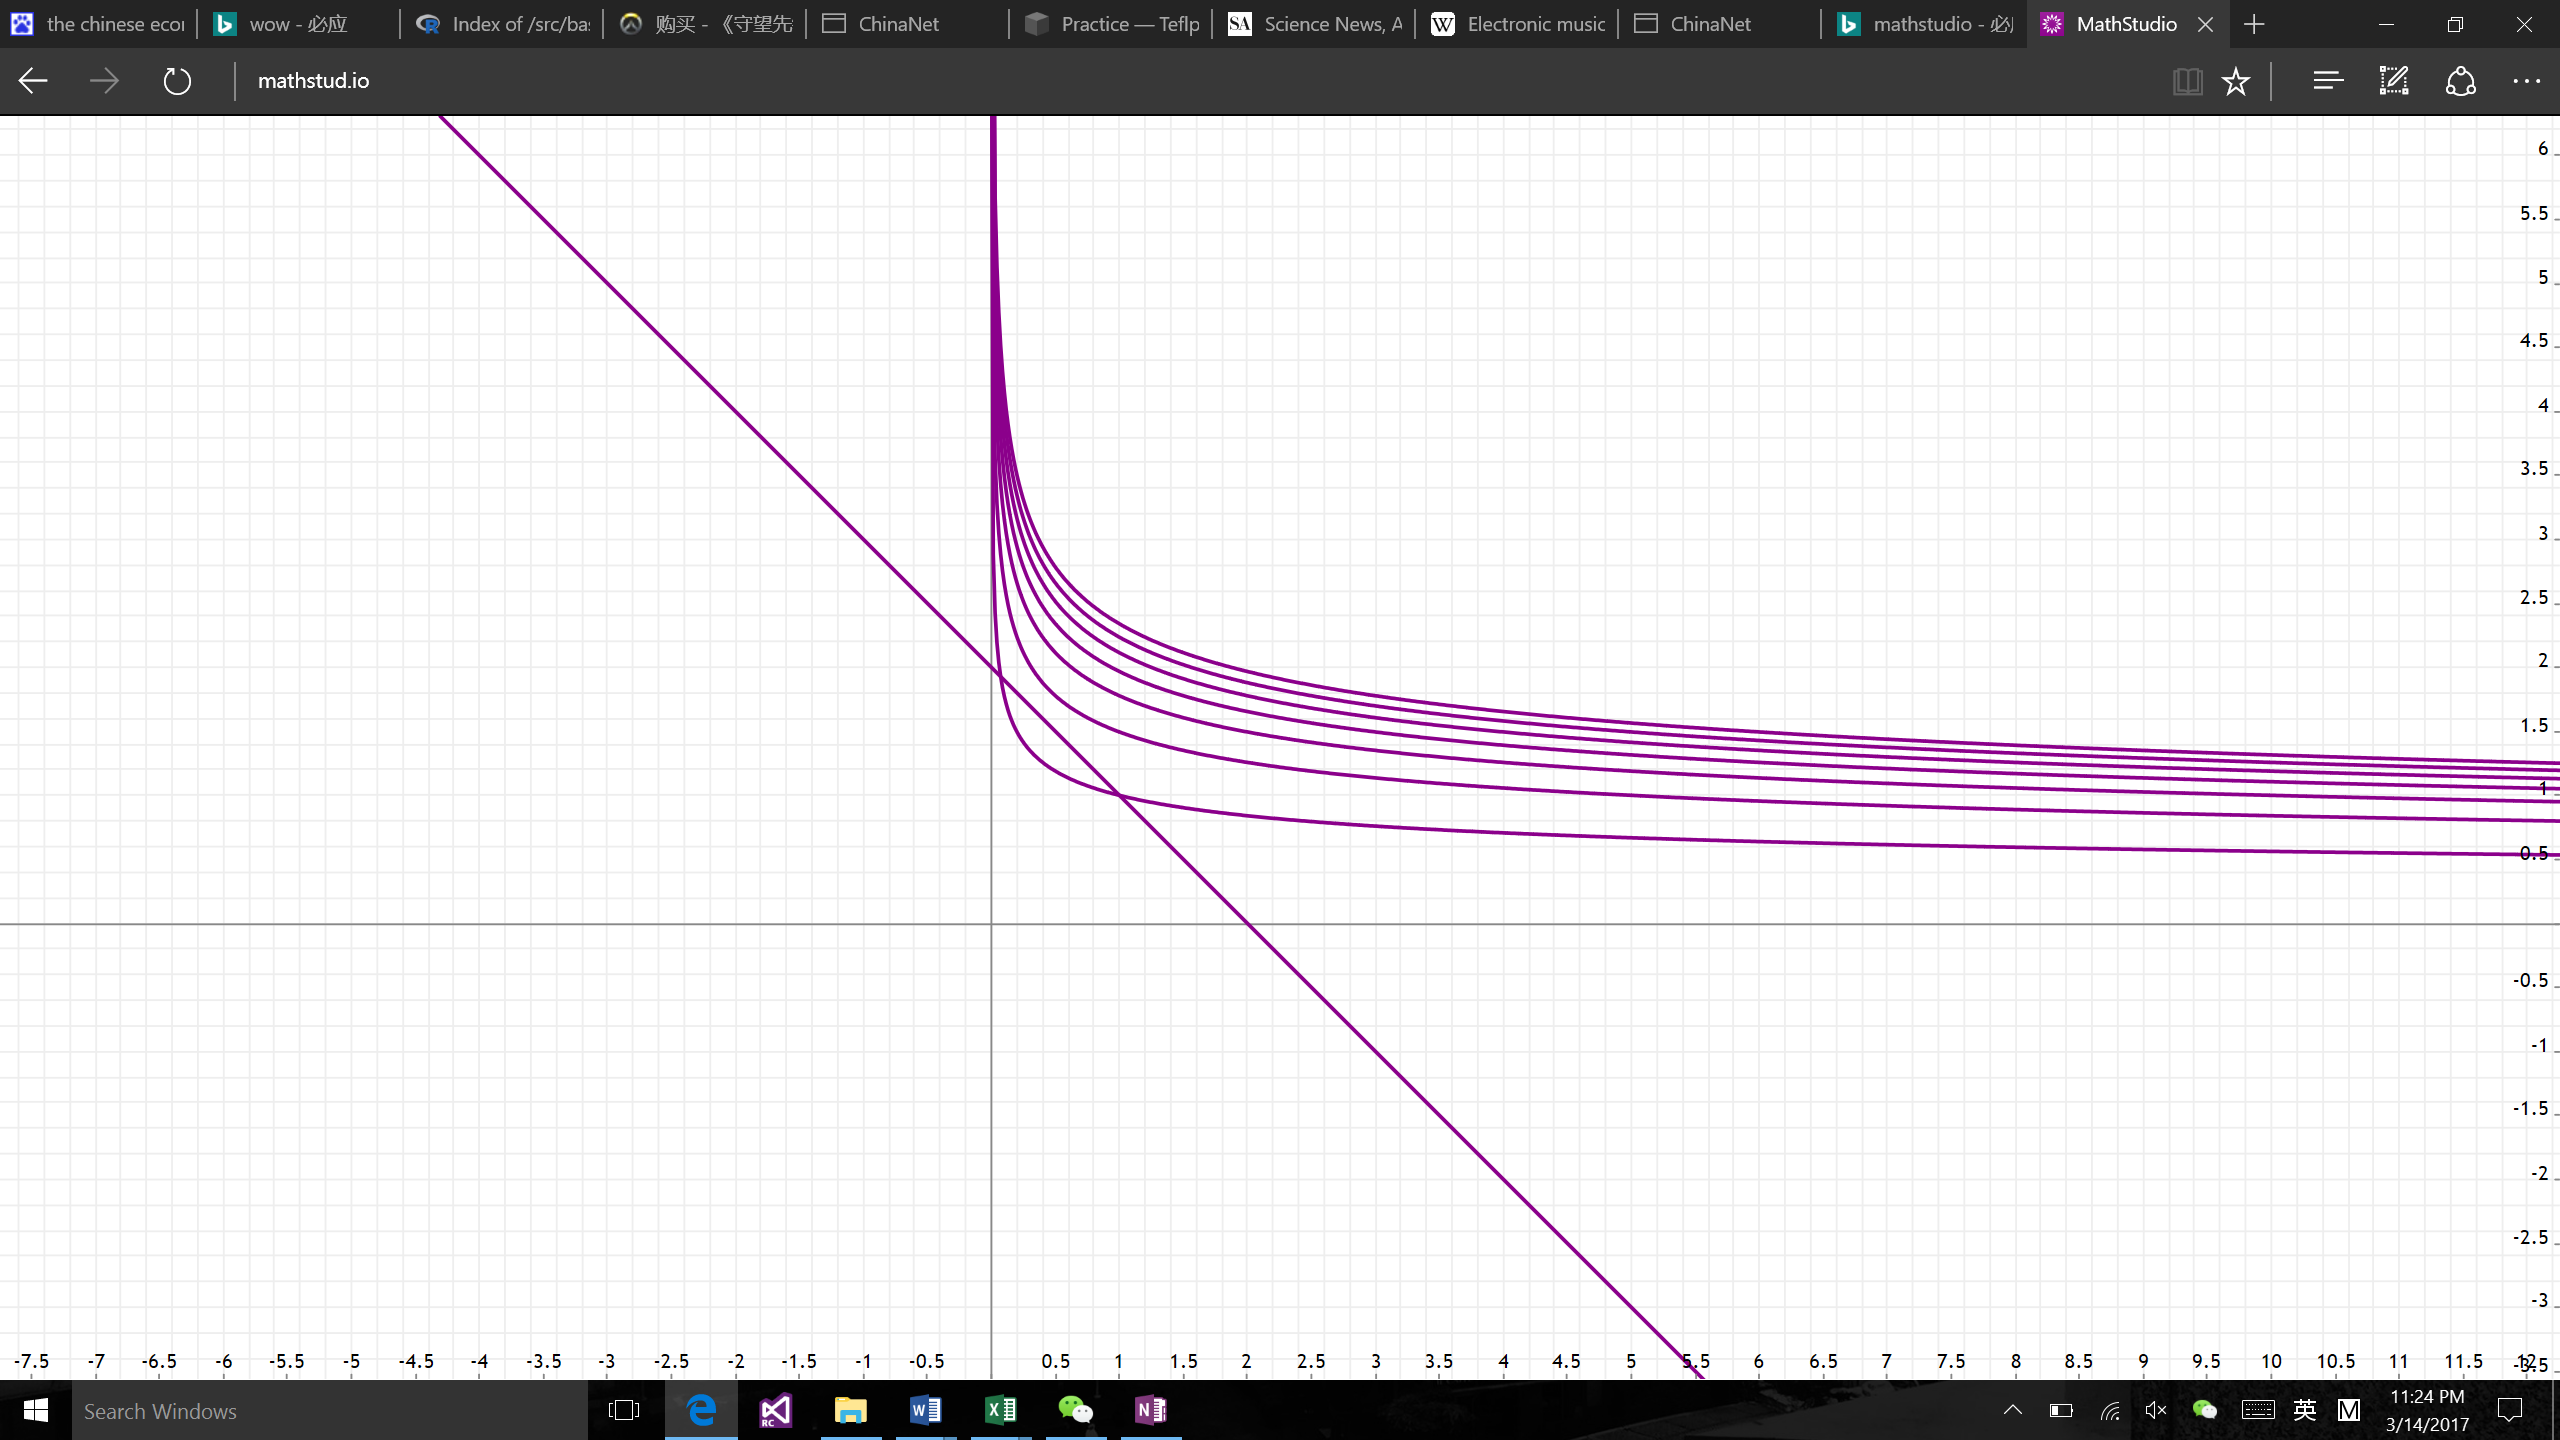 the chinese econ
wow - 必应
Index of /src/bas
购买 - 《守望先
ChinaNet
Practice — Teflp
SA Science News, A
W Electronic music
ChinaNet
mathstudio - 必应
MathStudio
mathstud.io
6
5.5
5
4.5
4
3.5
3
2.5
2
1.5
1
0.5
-0.5
-1
-1.5
-2
-2.5
-3
-3.5
-7.5 -7 -6.5 -6 -5.5 -5 -4.5 -4 -3.5 -3 -2.5 -2 -1.5 -1 -0.5 0.5 1 1.5 2 2.5 3 3.5 4 4.5 5 5.5 6 6.5 7 7.5 8 8.5 9 9.5 10 10.5 11 11.5 12
Search Windows
RC
英 M
11:24 PM
3/14/2017